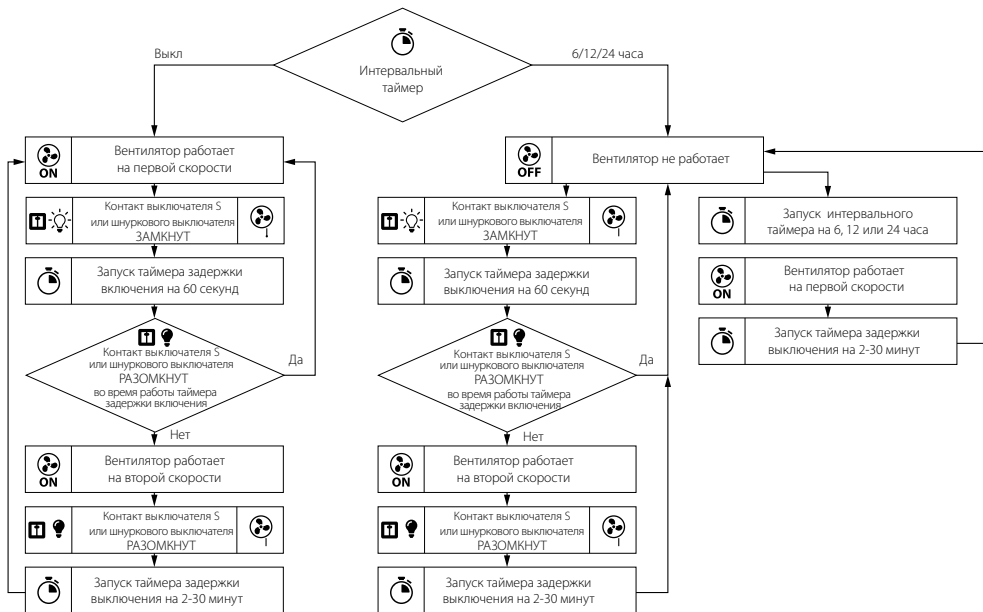 Интервальный
таймер
Выкл
6/12/24 часа
ON
Вентилятор работает
на первой скорости
Контакт выключателя S
или шнуркового выключателя
ЗАМКНУТ
Запуск таймера задержки
включения на 60 секунд
Контакт выключателя S
или шнуркового выключателя
РАЗОМКНУТ
во время работы таймера
задержки включения
Да
Нет
ON
Вентилятор работает
на второй скорости
Контакт выключателя S
или шнуркового выключателя
РАЗОМКНУТ
Запуск таймера задержки
выключения на 2-30 минут
OFF
Вентилятор не работает
Контакт выключателя S
или шнуркового выключателя
ЗАМКНУТ
Запуск таймера задержки
выключения на 60 секунд
Контакт выключателя S
или шнуркового выключателя
РАЗОМКНУТ
во время работы таймера
задержки включения
Да
Нет
ON
Вентилятор работает
на второй скорости
Контакт выключателя S
или шнуркового выключателя
РАЗОМКНУТ
Запуск таймера задержки
выключения на 2-30 минут
Запуск интервального
таймера на 6, 12 или 24 часа
ON
Вентилятор работает
на первой скорости
Запуск таймера задержки
выключения на 2-30 минут